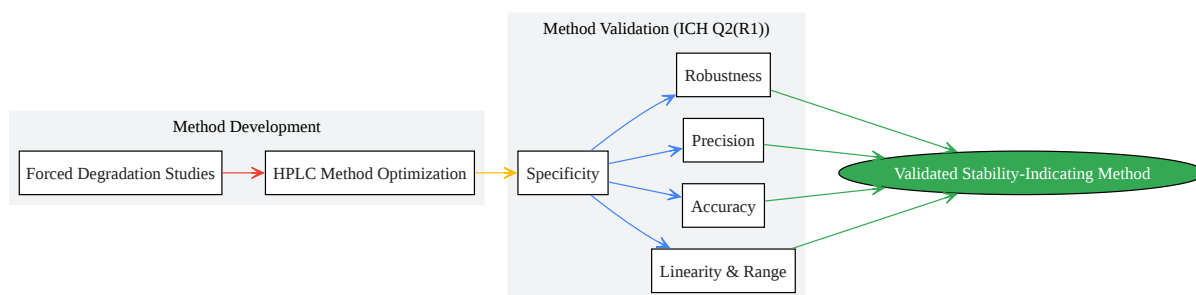 Method Validation (ICH Q2(R1))
Method Development
Forced Degradation Studies
HPLC Method Optimization
Specificity
Robustness
Precision
Accuracy
Linearity & Range
Validated Stability-Indicating Method